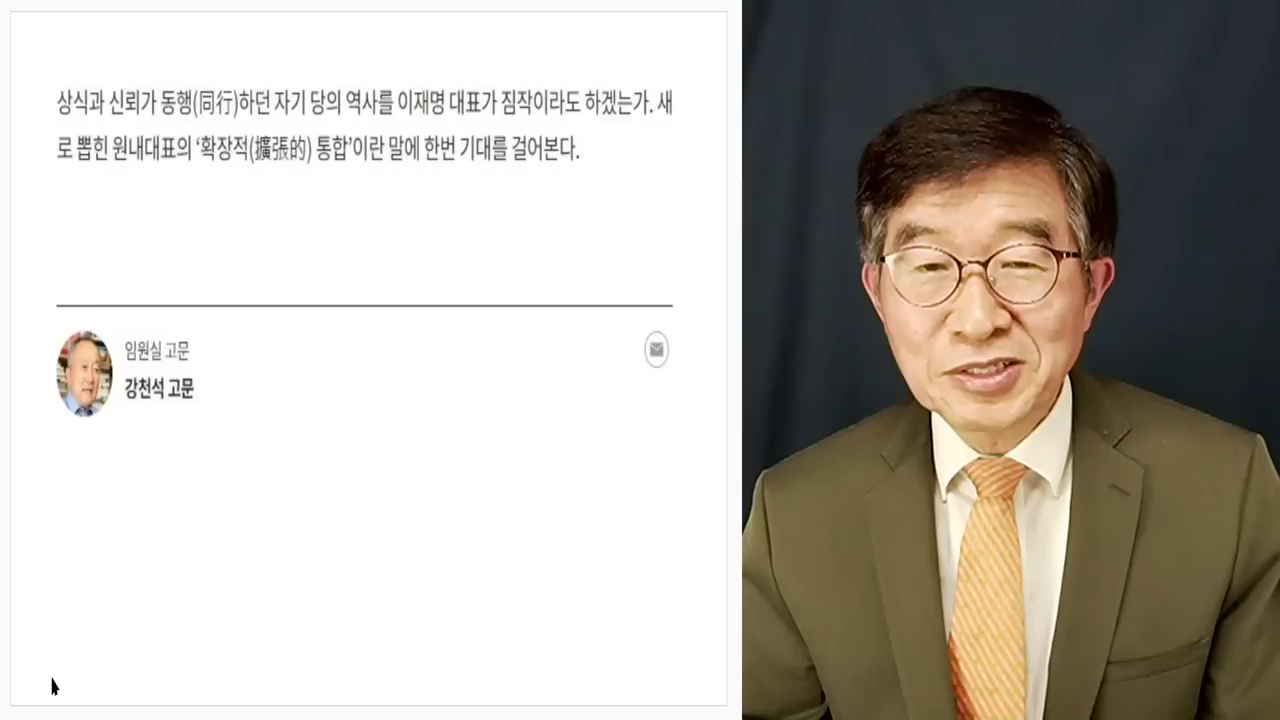 상식과 신뢰가 동행(同行)하던 자기 당의 역사를 이재명 대표가 짐작이라도 하겠는가. 새
로 뽑힌 원내대표의 ‘확장적(擴張的) 통합’이란 말에 한번 기대를 걸어본다.
임원실 고문
강천석 고문